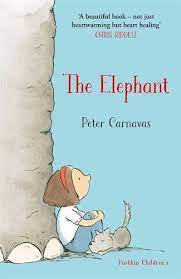 'A beautiful book – not just
heartwarming but heart healing'
CHRIS RIDDELL
The Elephant
Peter Carnavas
Pushkin Children's